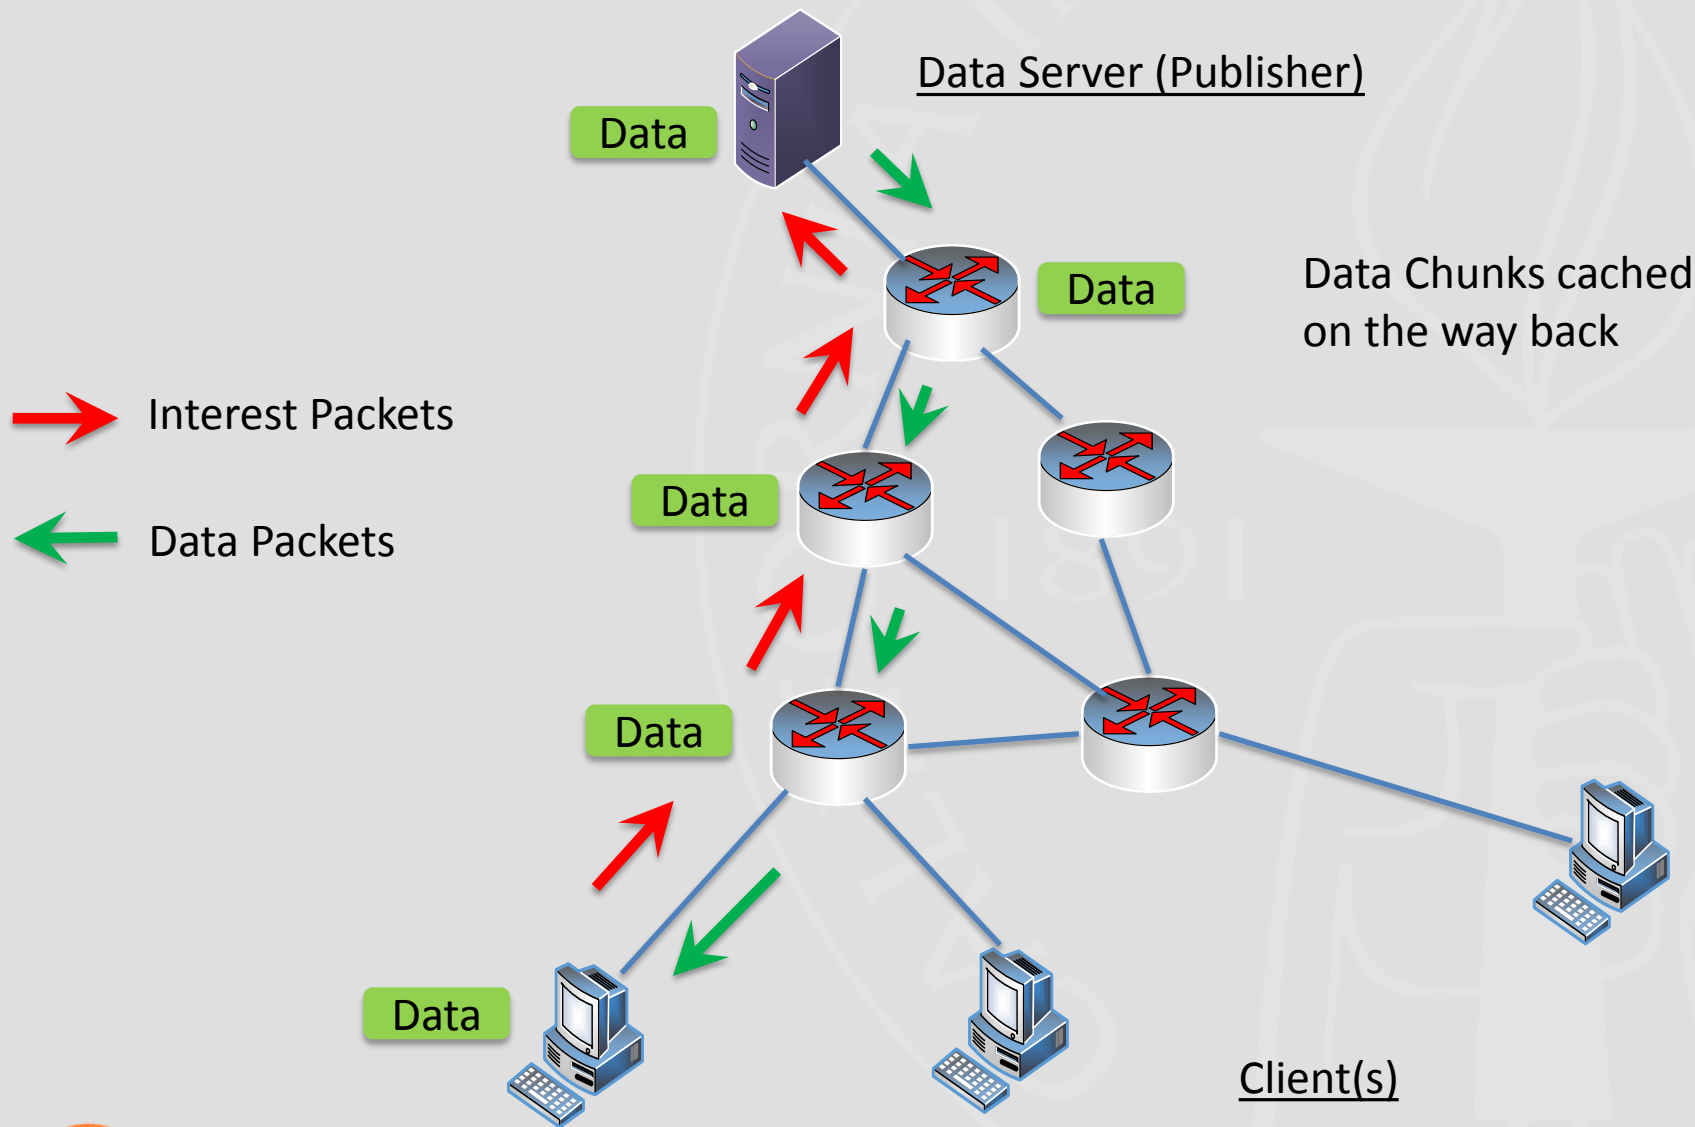 Data Server (Publisher)
Data
Data
Data Chunks cached
on the way back
Interest Packets
Data
Data Packets
1891
Data
Data
Client(s)